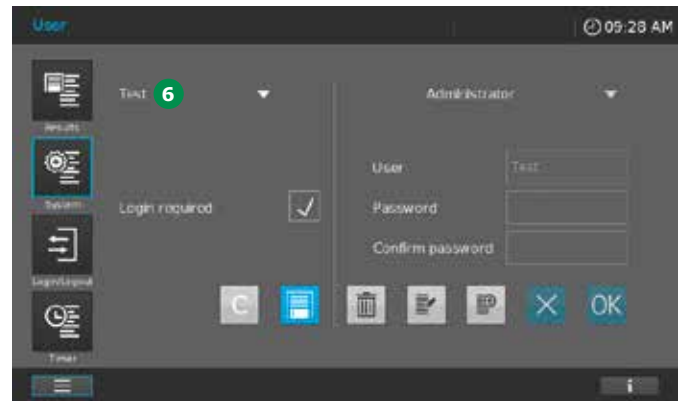 User
09:28 AM
Results
System
Login/Logout
Timer
Test 6
Login required
C
Administrator
User Test
Password
Confirm password
OK
i